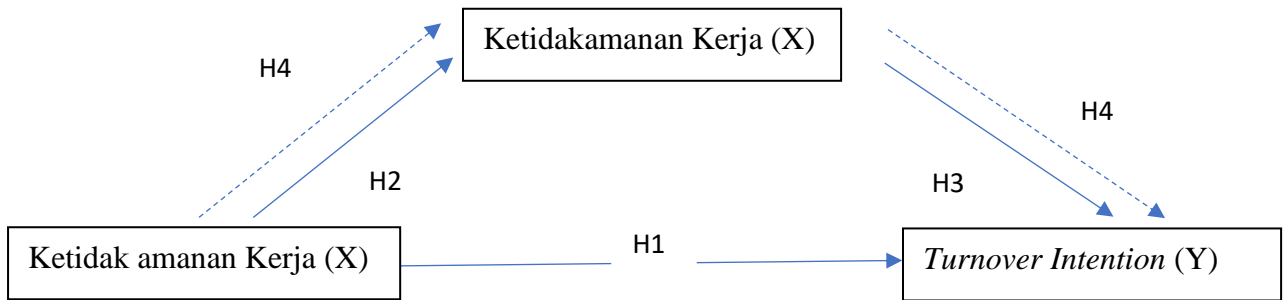 Ketidakamanan Kerja (X)
H4
H4
H2
H3
H1
Ketidak amanan Kerja (X)
Turnover Intention (Y)